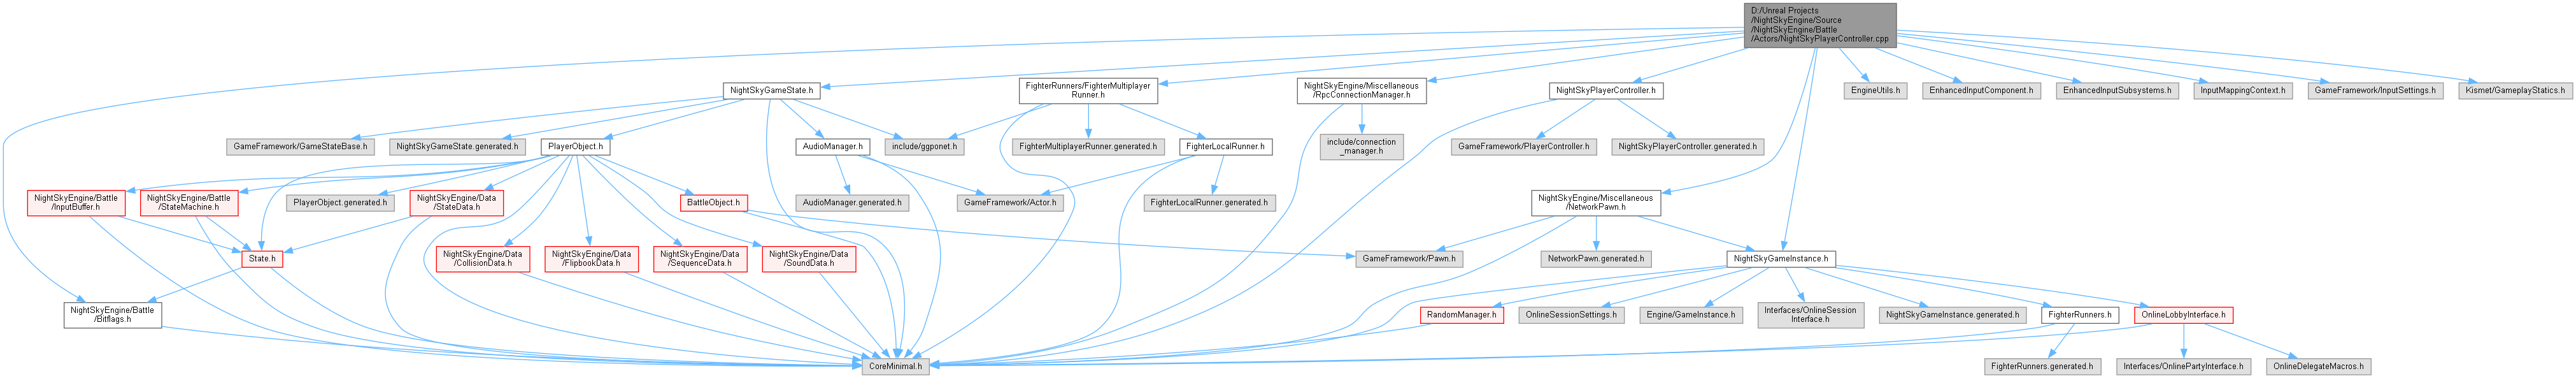 D:/Unreal Projects
/NightSkyEngine/Source
/NightSkyEngine/Battle
/Actors/NightSkyPlayerController.cpp
NightSkyGameState.h
FighterRunners/FighterMultiplayer
Runner.h
NightSkyEngine/Miscellaneous
/RpcConnectionManager.h
NightSkyPlayerController.h
EngineUtils.h
EnhancedInputComponent.h
EnhancedInputSubsystems.h
InputMappingContext.h
GameFramework/InputSettings.h
Kismet/GameplayStatics.h
GameFramework/GameStateBase.h
NightSkyGameState.generated.h
PlayerObject.h
AudioManager.h
include/ggponet.h
FighterMultiplayerRunner.generated.h
FighterLocalRunner.h
include/connection
_manager.h
GameFramework/PlayerController.h
NightSkyPlayerController.generated.h
NightSkyEngine/Battle
/InputBuffer.h
NightSkyEngine/Battle
/StateMachine.h
PlayerObject.generated.h
NightSkyEngine/Data
/StateData.h
BattleObject.h
AudioManager.generated.h
GameFramework/Actor.h
FighterLocalRunner.generated.h
NightSkyEngine/Miscellaneous
/NetworkPawn.h
State.h
NightSkyEngine/Data
/CollisionData.h
NightSkyEngine/Data
/FlipbookData.h
NightSkyEngine/Data
/SequenceData.h
NightSkyEngine/Data
/SoundData.h
GameFramework/Pawn.h
NetworkPawn.generated.h
NightSkyGameInstance.h
NightSkyEngine/Battle
/Bitflags.h
RandomManager.h
OnlineSessionSettings.h
Engine/GameInstance.h
Interfaces/OnlineSession
Interface.h
NightSkyGameInstance.generated.h
FighterRunners.h
OnlineLobbyInterface.h
CoreMinimal.h
FighterRunners.generated.h
Interfaces/OnlinePartyInterface.h
OnlineDelegateMacros.h